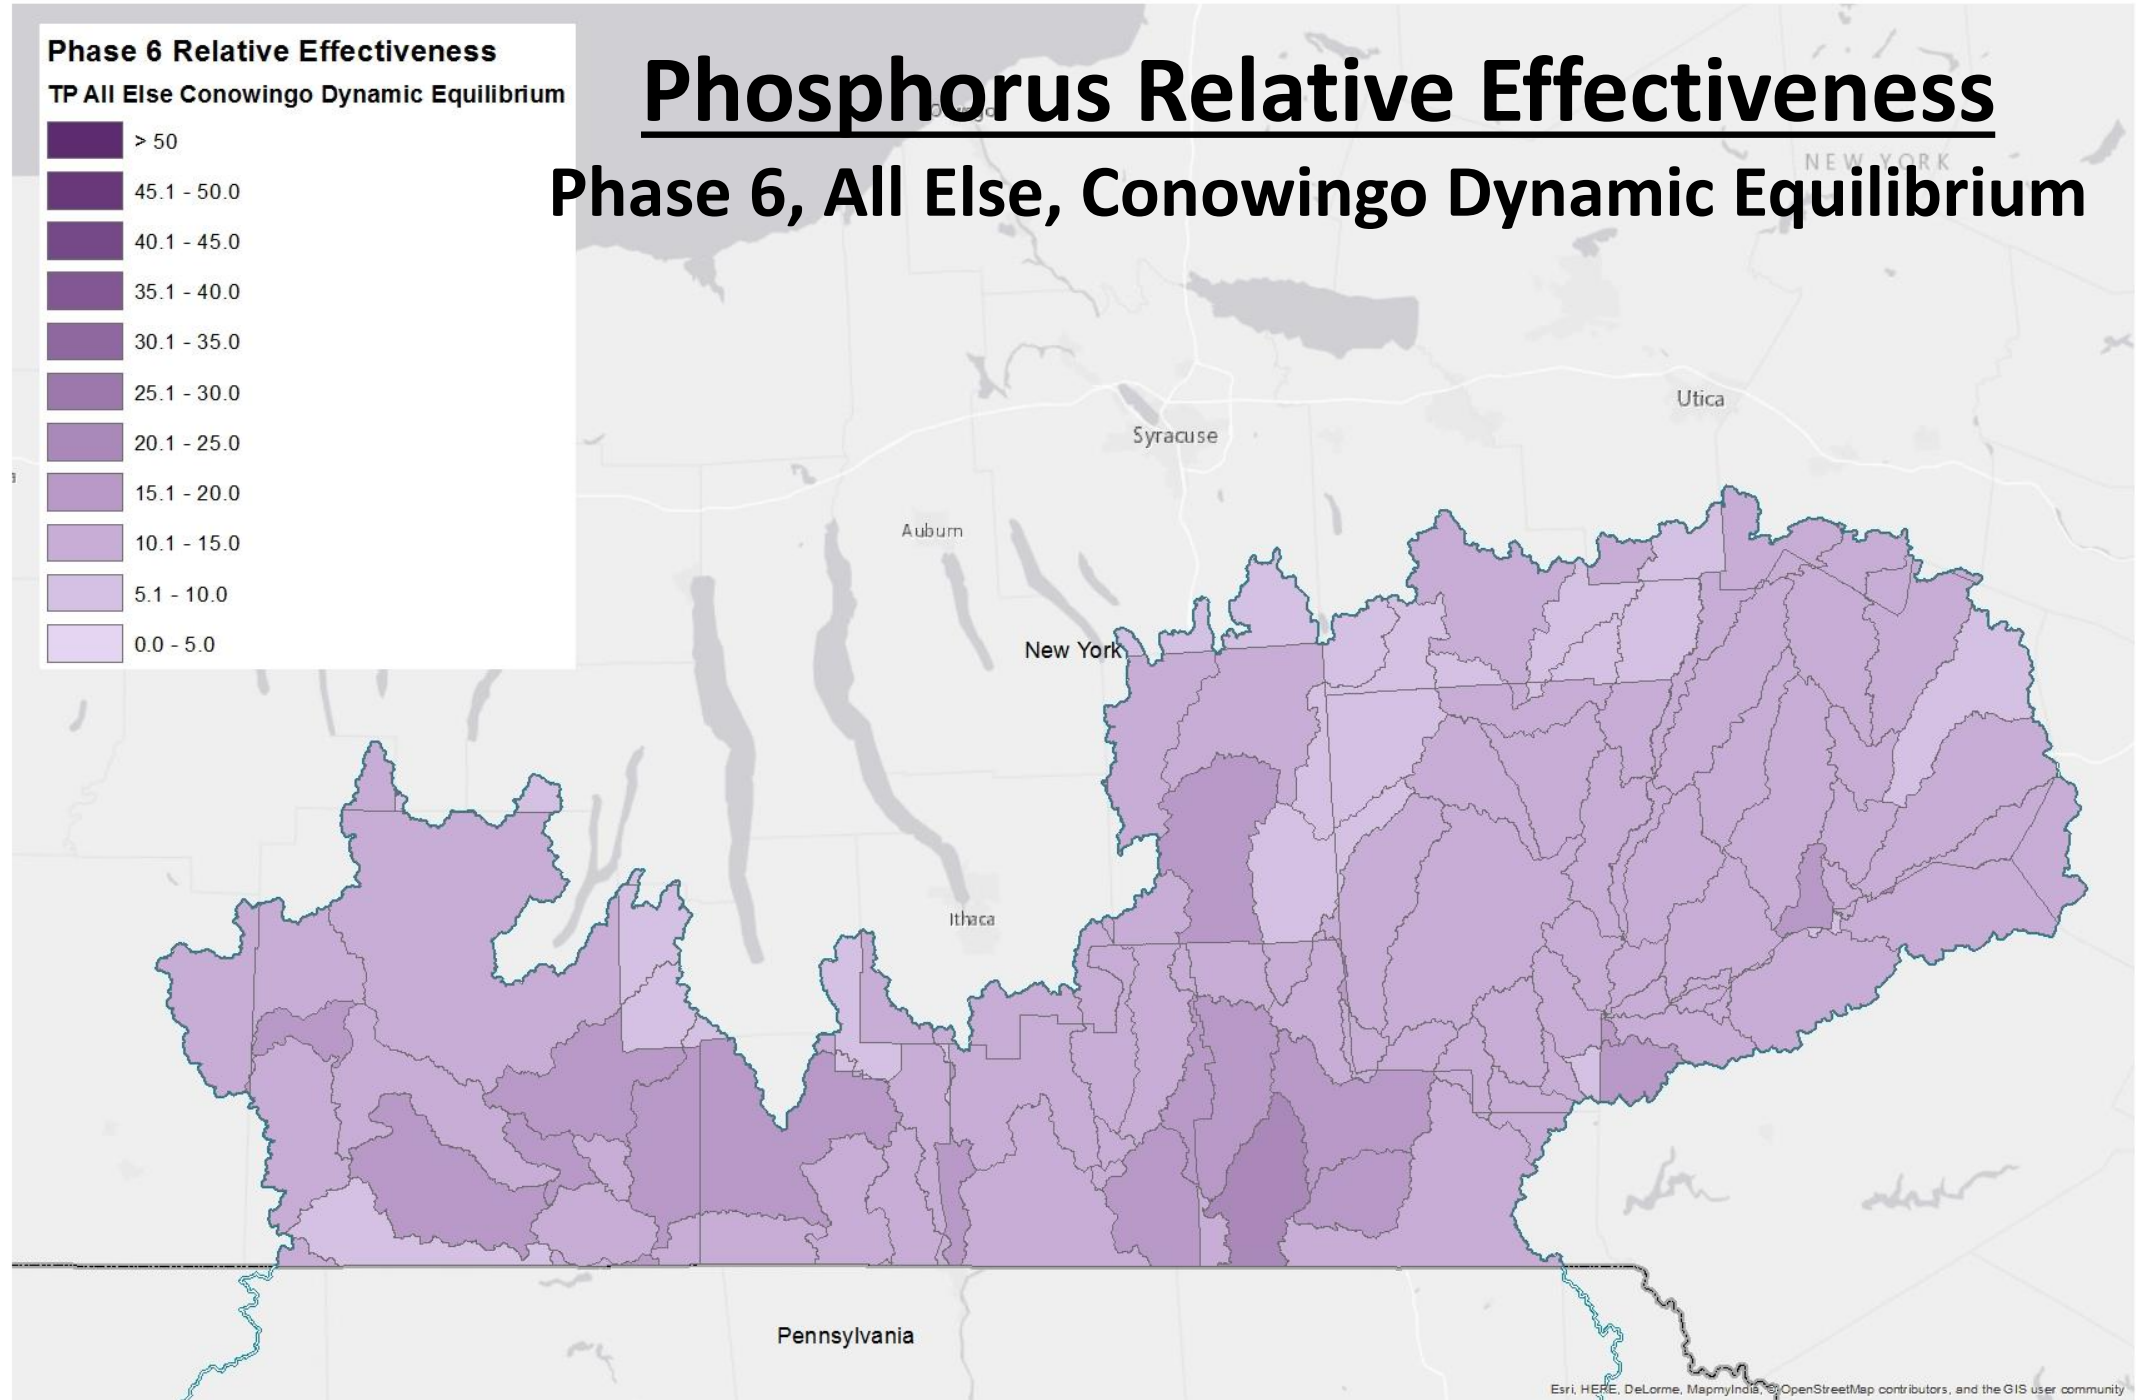 Phosphorus Relative Effectiveness
Phase 6, All Else, Conowingo Dynamic Equilibrium
Phase 6 Relative Effectiveness
TP All Else Conowingo Dynamic Equilibrium
> 50
45.1 - 50.0
40.1 - 45.0
35.1 - 40.0
30.1 - 35.0
25.1 - 30.0
20.1 - 25.0
15.1 - 20.0
10.1 - 15.0
5.1 - 10.0
0.0 - 5.0
NEW YORK
Utica
Syracuse
Auburn
New York
Ithaca
Pennsylvania
Esri, HERE, DeLorme, MapmyIndia, © OpenStreetMap contributors, and the GIS user community